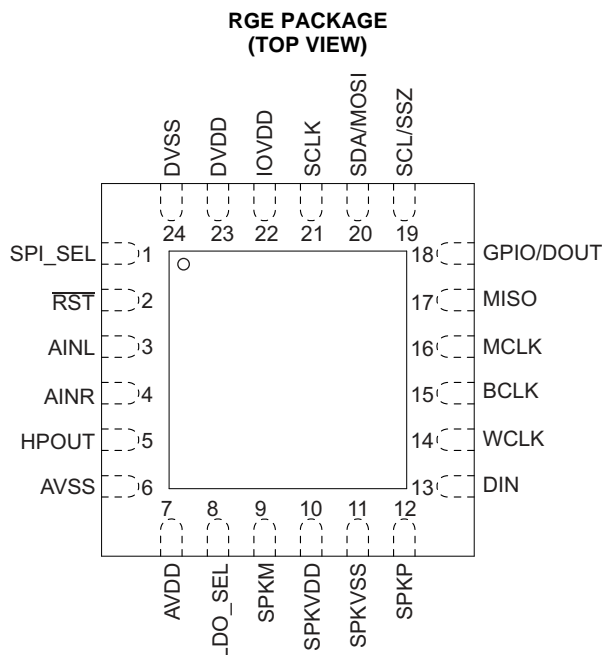 RGE PACKAGE
(TOP VIEW)
DVSS
DVDD
IOVDD
SCLK
SDA/MOSI
SCL/SSZ
24
23
22
21
20
19
SPI_SEL 1
RST 2
AINL 3
AINR 4
HPOUT 5
AVSS 6
18 GPIO/DOUT
17 MISO
16 MCLK
15 BCLK
14 WCLK
13 DIN
7
8
9
10
11
12
AVDD
LDO_SEL
SPKM
SPKVDD
SPKVSS
SPKP